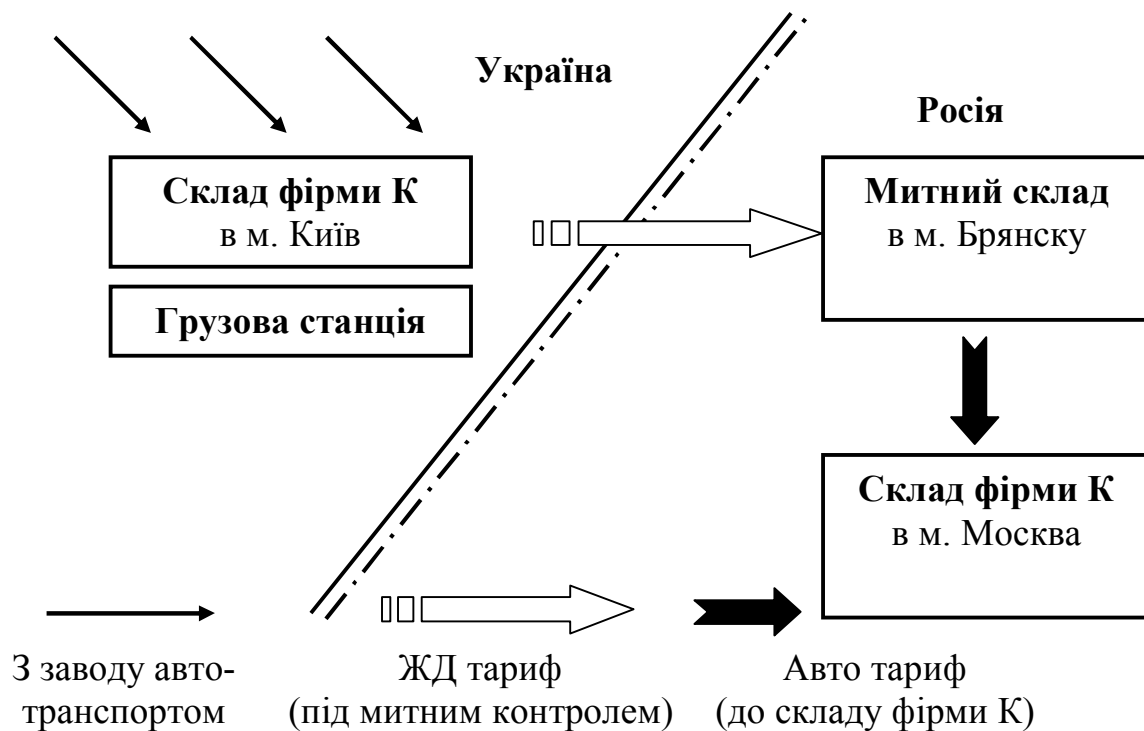 Україна
Росія
Склад фірми К
в м. Київ
Грузова станція
Митний склад
в м. Брянску
Склад фірми К
в м. Москва
З заводу авто-
транспортом
ЖД тариф
(під митним контролем)
Авто тариф
(до складу фірми К)